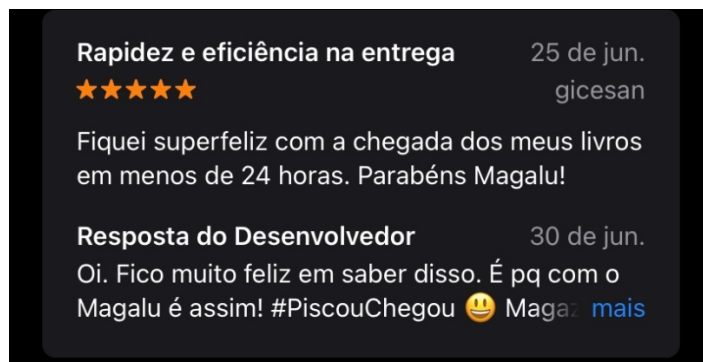 Rapidez e eficiência na entrega 25 de jun.
★★★★★ gicesan
Fiquei superfeliz com a chegada dos meus livros
em menos de 24 horas. Parabéns Magalu!
Resposta do Desenvolvedor 30 de jun.
Oi. Fico muito feliz em saber disso. É pq com o
Magalu é assim! #PiscouChegou 😃 Magaz mais